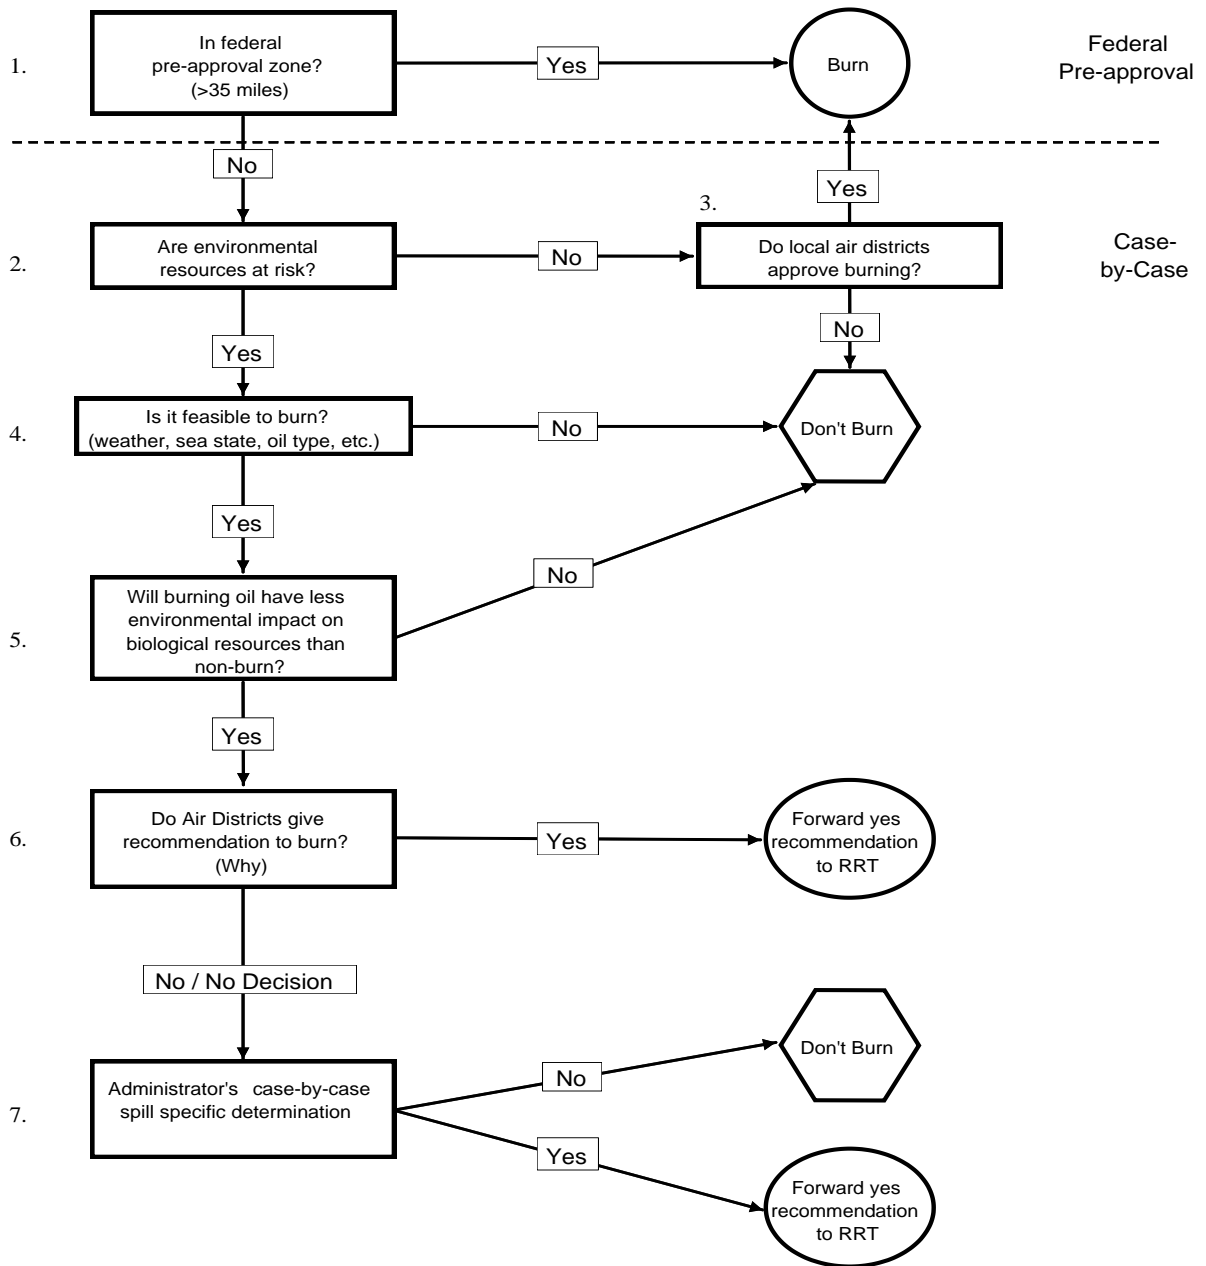 1.
In federal
pre-approval zone?
(>35 miles)
Yes
Burn
Federal
Pre-approval
No
Yes
2.
Are environmental
resources at risk?
No
3.
Do local air districts
approve burning?
Case-
by-Case
No
Yes
4.
Is it feasible to burn?
(weather, sea state, oil type, etc.)
No
Don't Burn
Yes
No
5.
Will burning oil have less
environmental impact on
biological resources than
non-burn?
Yes
6.
Do Air Districts give
recommendation to burn?
(Why)
Yes
Forward yes
recommendation
to RRT
No / No Decision
7.
Administrator's case-by-case
spill specific determination
No
Don't Burn
Yes
Forward yes
recommendation
to RRT